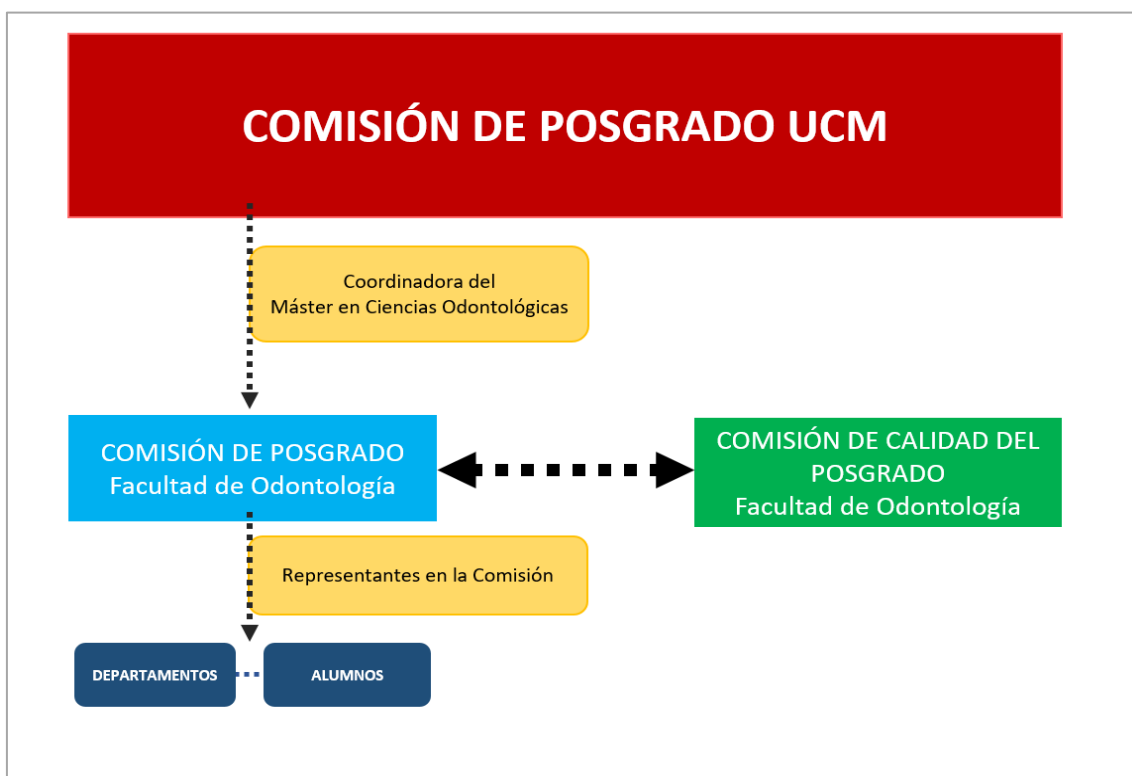 COMISIÓN DE POSGRADO UCM
Coordinadora del
Máster en Ciencias Odontológicas
COMISIÓN DE POSGRADO
Facultad de Odontología
COMISIÓN DE CALIDAD DEL
POSGRADO
Facultad de Odontología
Representantes en la Comisión
DEPARTAMENTOS
ALUMNOS